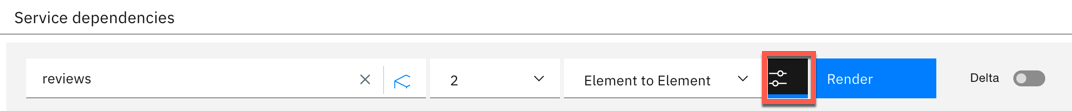 Service dependencies
reviews 2 Element to Element Render Delta